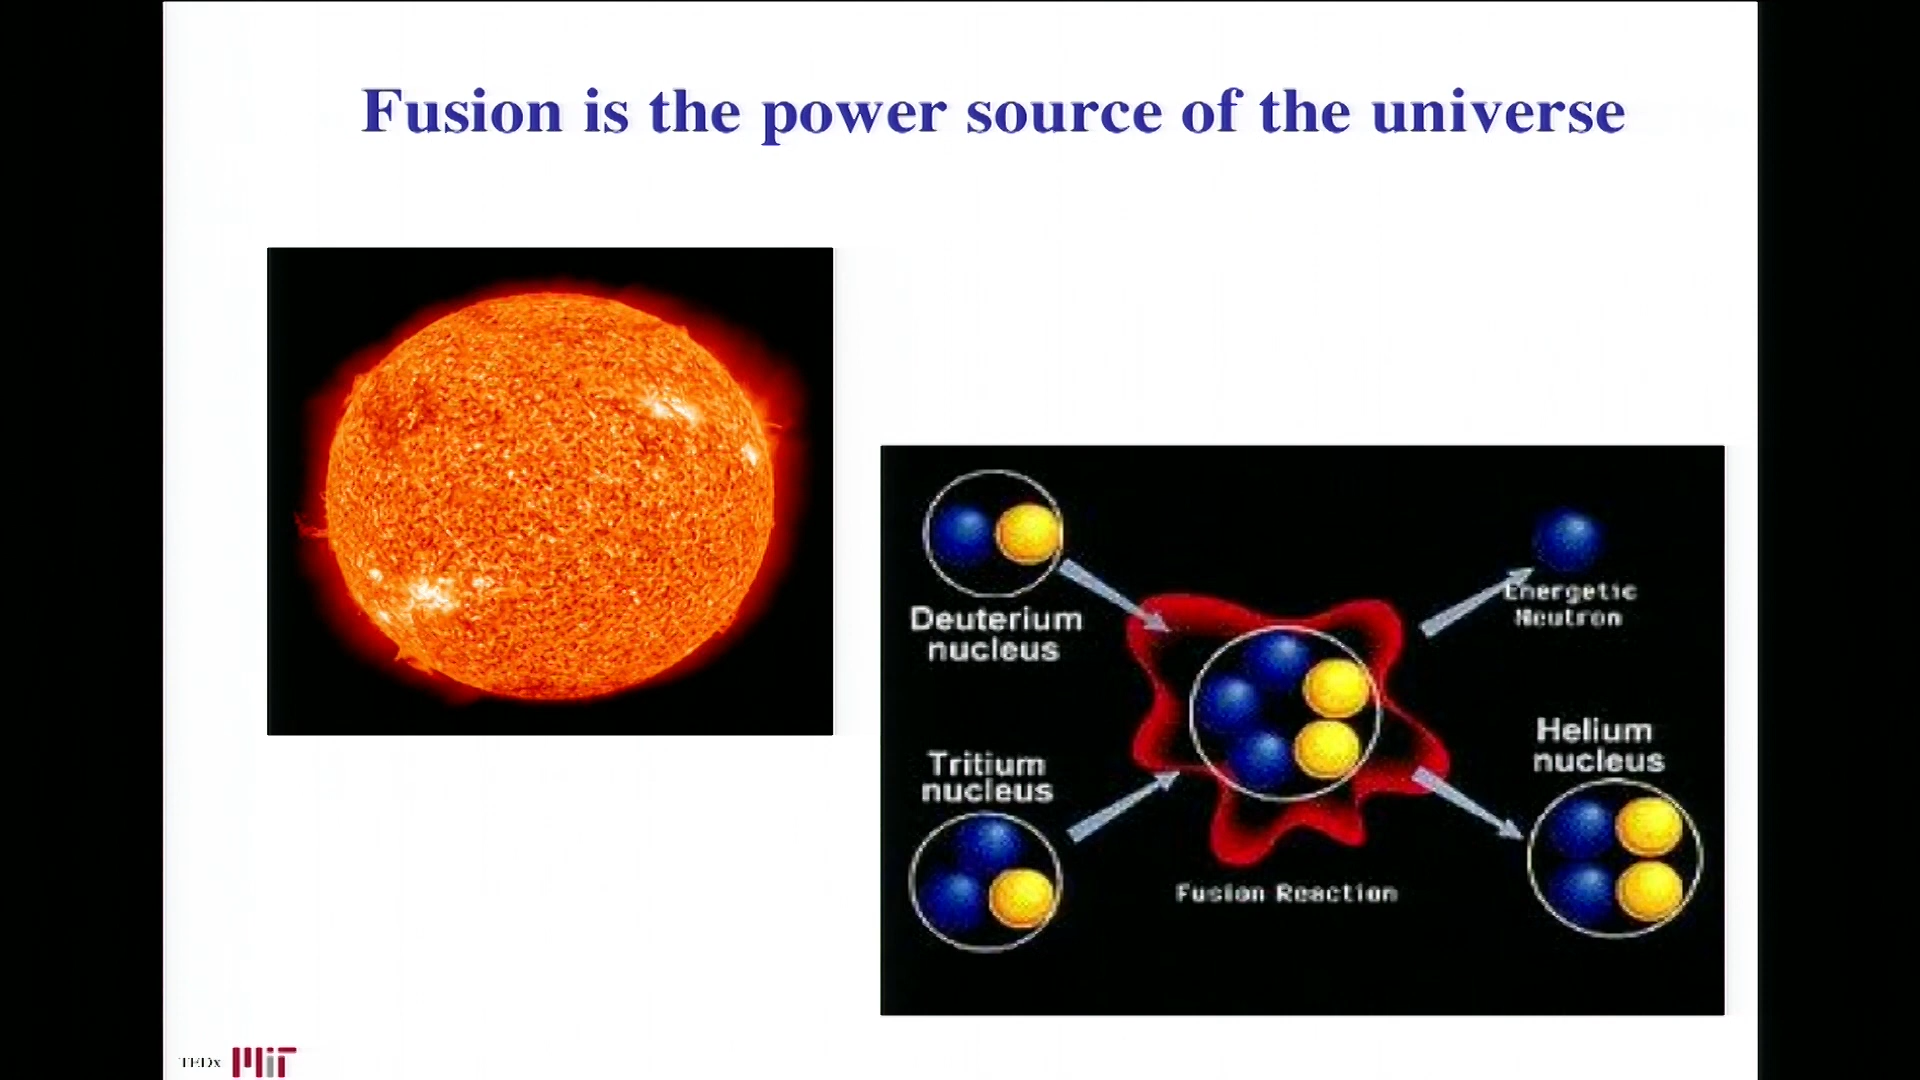 Fusion is the power source of the universe
Deuterium
nucleus
Energetic
Neutron
Tritium
nucleus
Helium
nucleus
Fusion Reaction
TEDx MIT